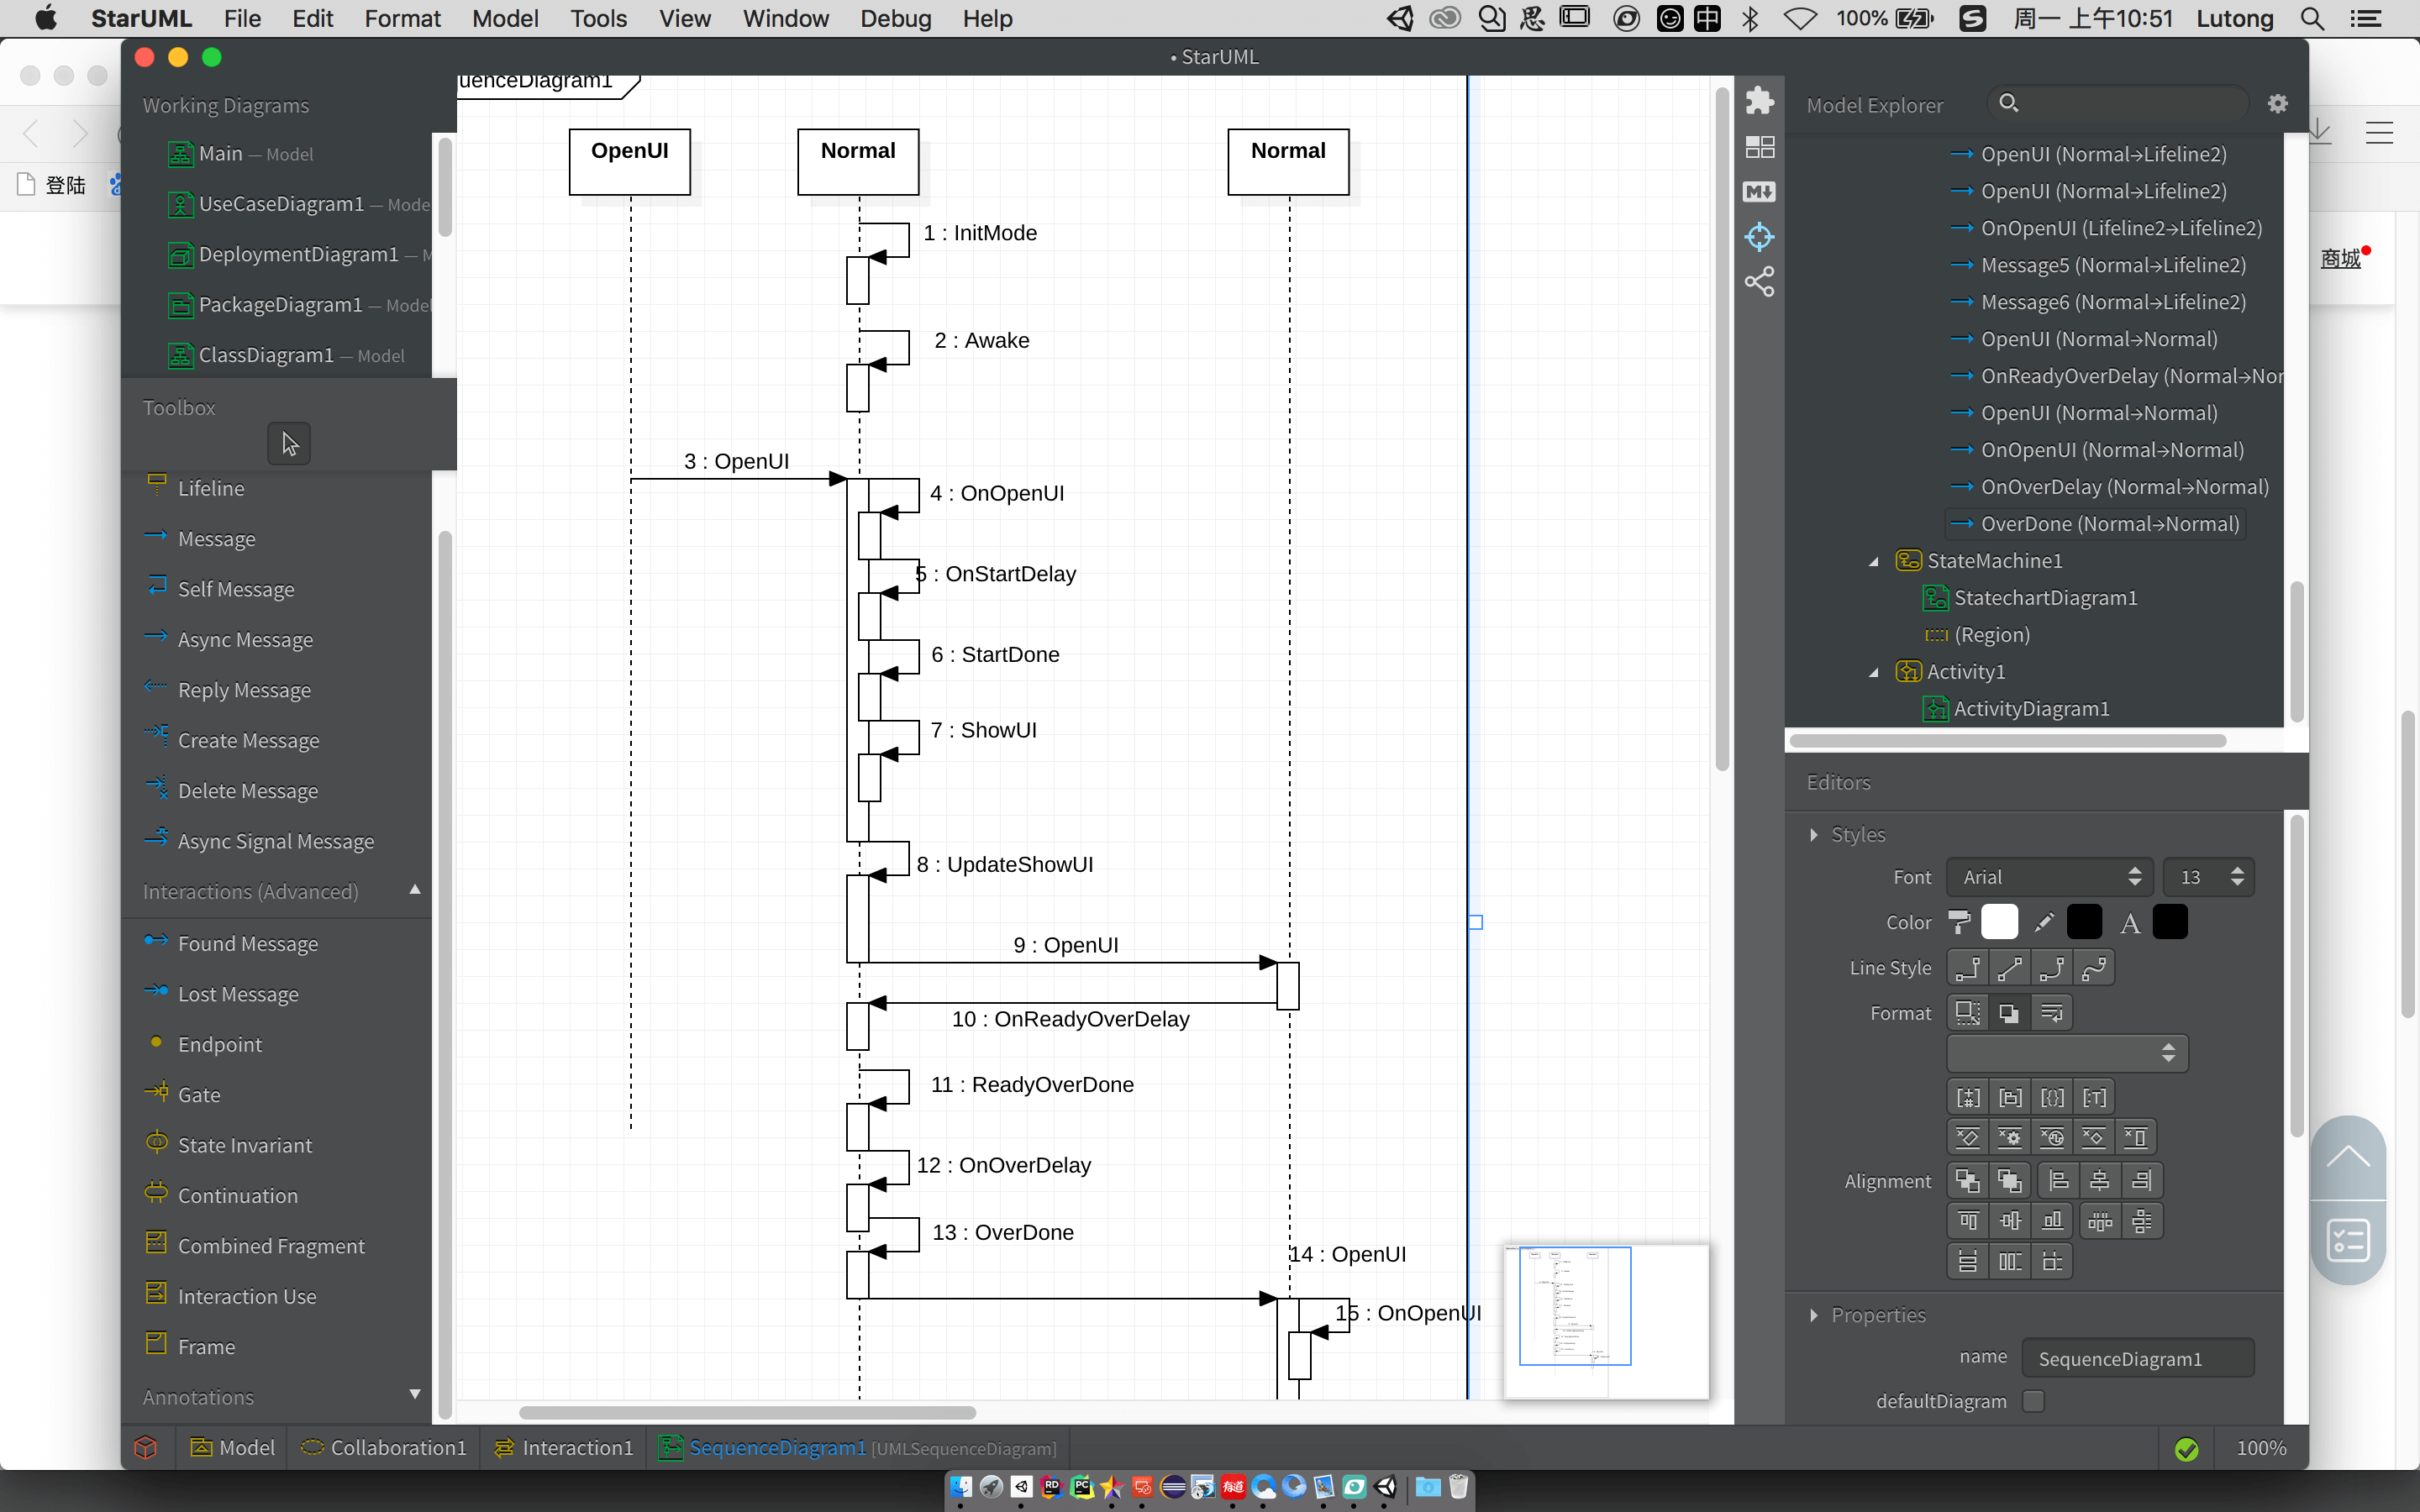 StarUML File Edit Format Model Tools View Window Debug Help 思 中 100% 周一 上午10:51 Lutong
• StarUML
登陆
商城
Working Diagrams
Main — Model
UseCaseDiagram1 — Mode
DeploymentDiagram1 — M
PackageDiagram1 — Model
ClassDiagram1 — Model
Toolbox
Lifeline
Message
Self Message
Async Message
Reply Message
Create Message
Delete Message
Async Signal Message
Interactions (Advanced)
Found Message
Lost Message
Endpoint
Gate
State Invariant
Continuation
Combined Fragment
Interaction Use
Frame
Annotations
uenceDiagram1
OpenUI
Normal
Normal
1 : InitMode
2 : Awake
3 : OpenUI
4 : OnOpenUI
5 : OnStartDelay
6 : StartDone
7 : ShowUI
8 : UpdateShowUI
9 : OpenUI
10 : OnReadyOverDelay
11 : ReadyOverDone
12 : OnOverDelay
13 : OverDone
14 : OpenUI
15 : OnOpenUI
M↓
Model Explorer
OpenUI (Normal→Lifeline2)
OpenUI (Normal→Lifeline2)
OnOpenUI (Lifeline2→Lifeline2)
Message5 (Normal→Lifeline2)
Message6 (Normal→Lifeline2)
OpenUI (Normal→Normal)
OnReadyOverDelay (Normal→Nor
OpenUI (Normal→Normal)
OnOpenUI (Normal→Normal)
OnOverDelay (Normal→Normal)
OverDone (Normal→Normal)
StateMachine1
StatechartDiagram1
(Region)
Activity1
ActivityDiagram1
Editors
Styles
Font Arial 13
Color A
Line Style
Format
Alignment
Properties
name SequenceDiagram1
defaultDiagram
Model Collaboration1 Interaction1 SequenceDiagram1 [UMLSequenceDiagram] 100%
RD PC 有道